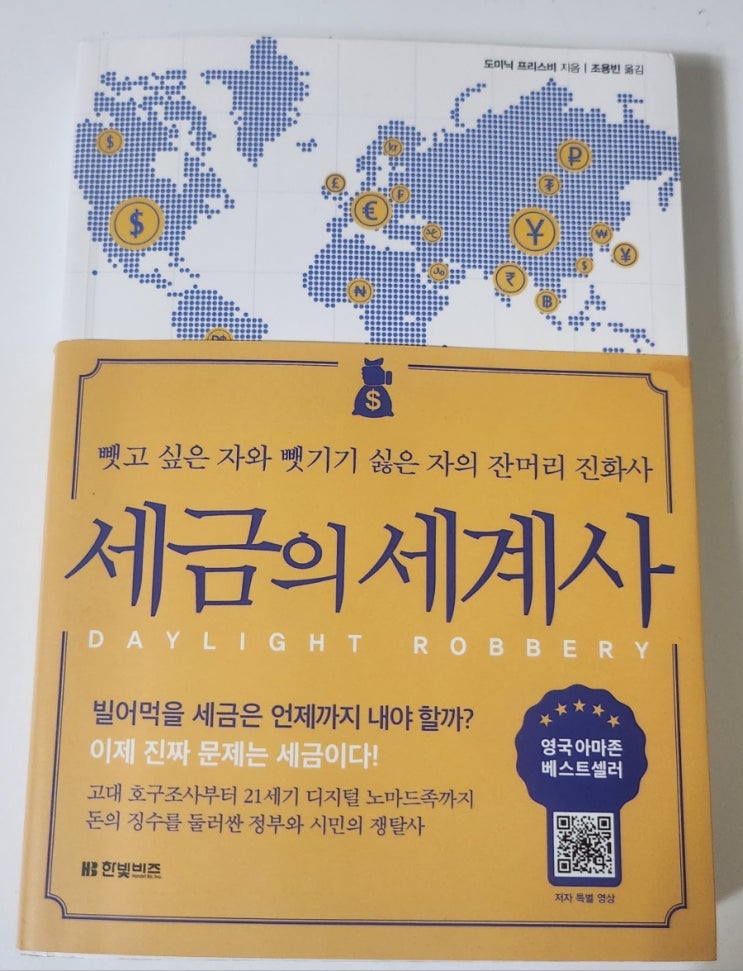 도미닉 프리스비 지음 | 조용빈 옮김
$
$
£
kr
€
₣
₽
₮
¥
₩
¥
$
₹
฿
₦
$
뺏고 싶은 자와 뺏기기 싫은 자의 잔머리 진화사
세금의 세계사
DAYLIGHT ROBBERY
빌어먹을 세금은 언제까지 내야 할까?
이제 진짜 문제는 세금이다!
고대 호구조사부터 21세기 디지털 노마드족까지
돈의 징수를 둘러싼 정부와 시민의 쟁탈사
영국 아마존
베스트셀러
HB 한빛비즈
저자 특별 영상